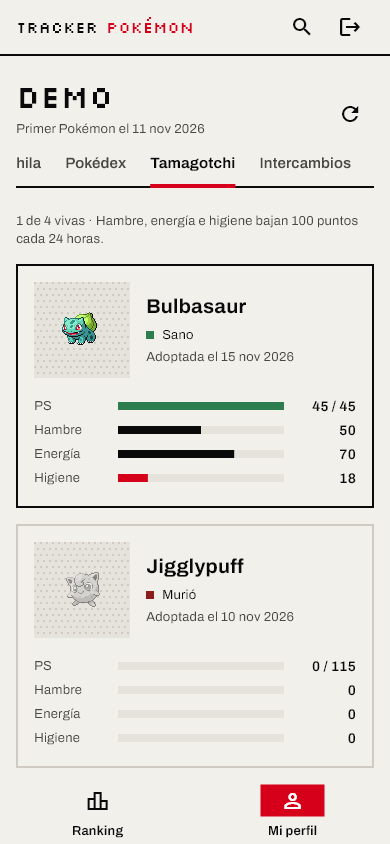 TRACKER POKÉMON
DEMO
Primer Pokémon el 11 nov 2026
hila Pokédex Tamagotchi Intercambios
1 de 4 vivas · Hambre, energía e higiene bajan 100 puntos
cada 24 horas.
Bulbasaur
Sano
Adoptada el 15 nov 2026
PS 45 / 45
Hambre 50
Energía 70
Higiene 18
Jigglypuff
Murió
Adoptada el 10 nov 2026
PS 0 / 115
Hambre 0
Energía 0
Higiene 0
Ranking Mi perfil